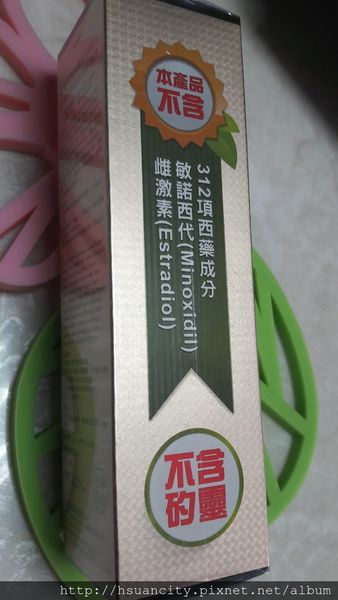 本產品
不含
312項西藥成分
敏諾西代(Minoxidil)
雌激素(Estradiol)
不含
矽靈
http://hsuancity.pixnet.net/album